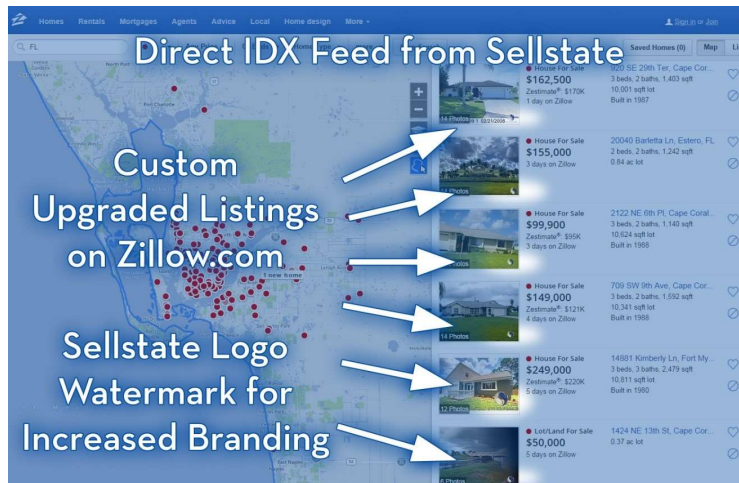 Homes Rentals Mortgages Agents Advice Local Home design More
Sign in or Join
FL
Saved Homes (0) Map
Direct IDX Feed from Sellstate
Custom
Upgraded Listings
on Zillow.com
Sellstate Logo
Watermark for
Increased Branding
1 new home
House For Sale
$162,500
Zestimate®: $170K
1 day on Zillow
920 SE 29th Ter, Cape Cor...
3 beds, 2 baths, 1,403 sqft
10,001 sqft lot
Built in 1987
14 Photos
House For Sale
$155,000
3 days on Zillow
20040 Barletta Ln, Estero, FL
2 beds, 2 baths, 1,242 sqft
0.84 ac lot
14 Photos
House For Sale
$99,900
Zestimate®: $95K
3 days on Zillow
2122 NE 6th Pl, Cape Coral...
3 beds, 2 baths, 1,140 sqft
10,624 sqft lot
Built in 1988
Photos
House For Sale
$149,000
Zestimate®: $121K
4 days on Zillow
709 SW 9th Ave, Cape Cor...
3 beds, 2 baths, 1,592 sqft
10,341 sqft lot
Built in 1988
14 Photos
House For Sale
$249,000
Zestimate®: $220K
5 days on Zillow
14881 Kimberly Ln, Fort My...
3 beds, 3 baths, 2,479 sqft
10,811 sqft lot
Built in 1980
12 Photos
Lot/Land For Sale
$50,000
5 days on Zillow
1424 NE 13th St, Cape Cor...
0.37 ac lot
6 Photos